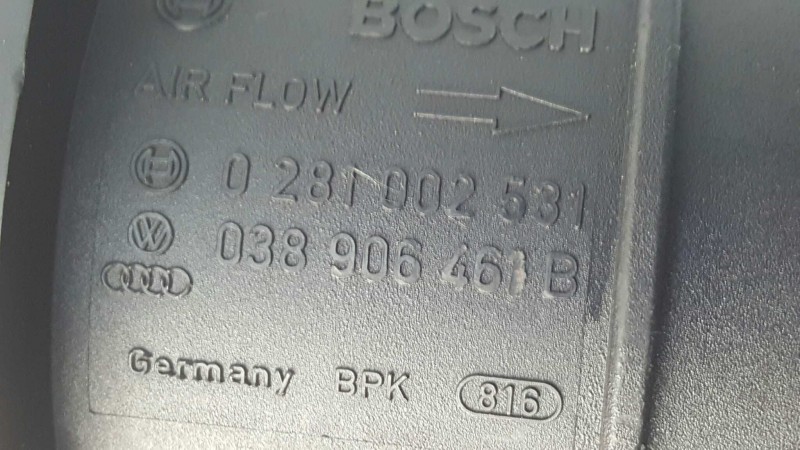 BOSCH
AIR FLOW
0 281 002 531
038 906 461 B
Germany BPK 816